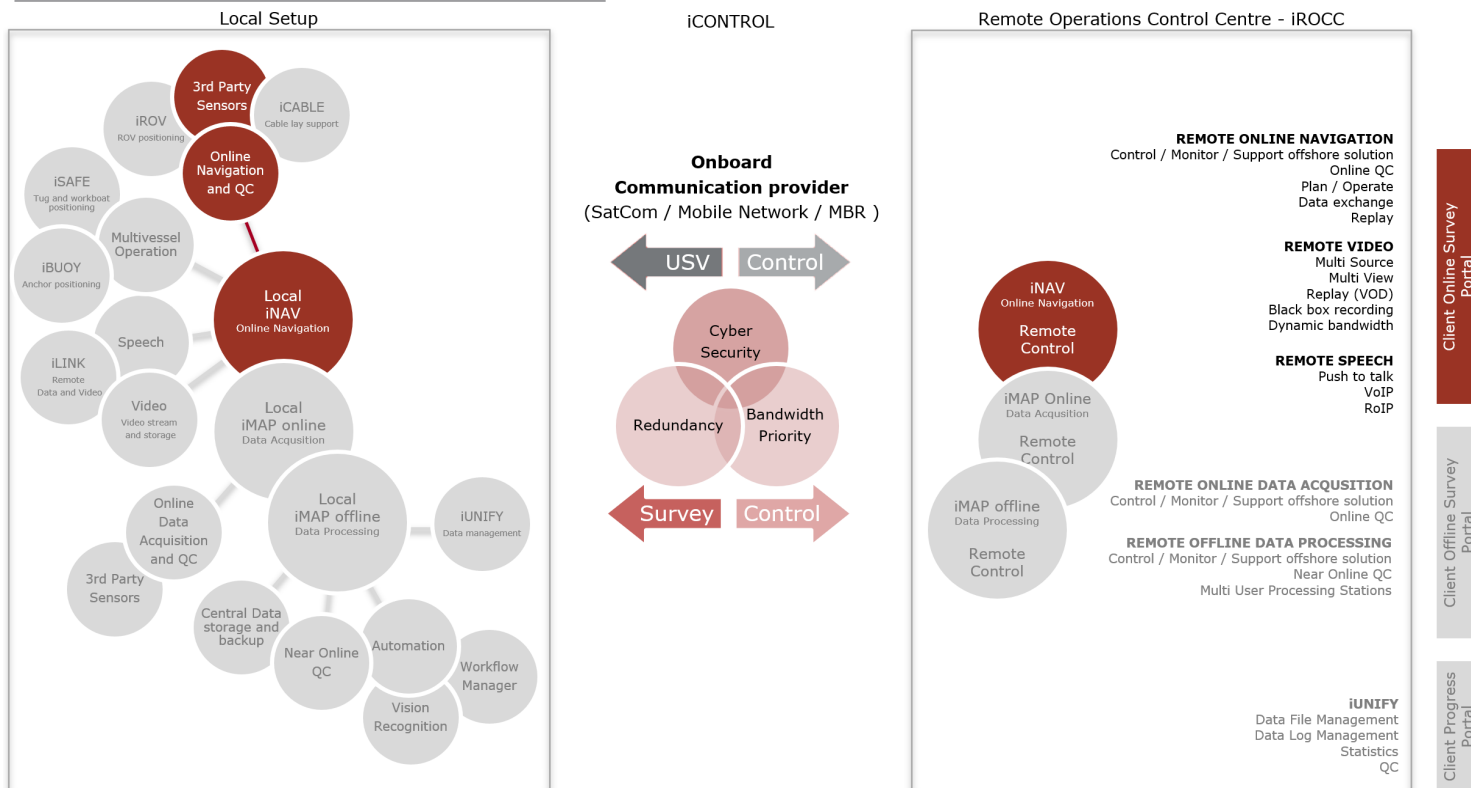 Local Setup
iCONTROL
Remote Operations Control Centre - iROCC
3rd Party
Sensors
iCABLE
Cable lay support
iROV
ROV positioning
Online
Navigation
and QC
iSAFE
Tug and workboat
positioning
Multivessel
Operation
iBUOY
Anchor positioning
Local
iNAV
Online Navigation
Speech
iLINK
Remote
Data and Video
Video
Video stream
and storage
Local
iMAP online
Data Acqusition
Local
iMAP offline
Data Processing
iUNIFY
Data management
Online
Data
Acquisition
and QC
3rd Party
Sensors
Central Data
storage and
backup
Near Online
QC
Automation
Workflow
Manager
Vision
Recognition
Onboard
Communication provider
(SatCom / Mobile Network / MBR )
USV
Control
Cyber
Security
Redundancy
Bandwidth
Priority
Survey
Control
iNAV
Online Navigation
Remote
Control
iMAP Online
Data Acqusition
Remote
Control
iMAP offline
Data Processing
Remote
Control
REMOTE ONLINE NAVIGATION
Control / Monitor / Support offshore solution
Online QC
Plan / Operate
Data exchange
Replay
REMOTE VIDEO
Multi Source
Multi View
Replay (VOD)
Black box recording
Dynamic bandwidth
REMOTE SPEECH
Push to talk
VoIP
RoIP
REMOTE ONLINE DATA ACQUSITION
Control / Monitor / Support offshore solution
Online QC
REMOTE OFFLINE DATA PROCESSING
Control / Monitor / Support offshore solution
Near Online QC
Multi User Processing Stations
iUNIFY
Data File Management
Data Log Management
Statistics
QC
Client Online Survey
Portal
Client Offline Survey
Portal
Client Progress
Portal